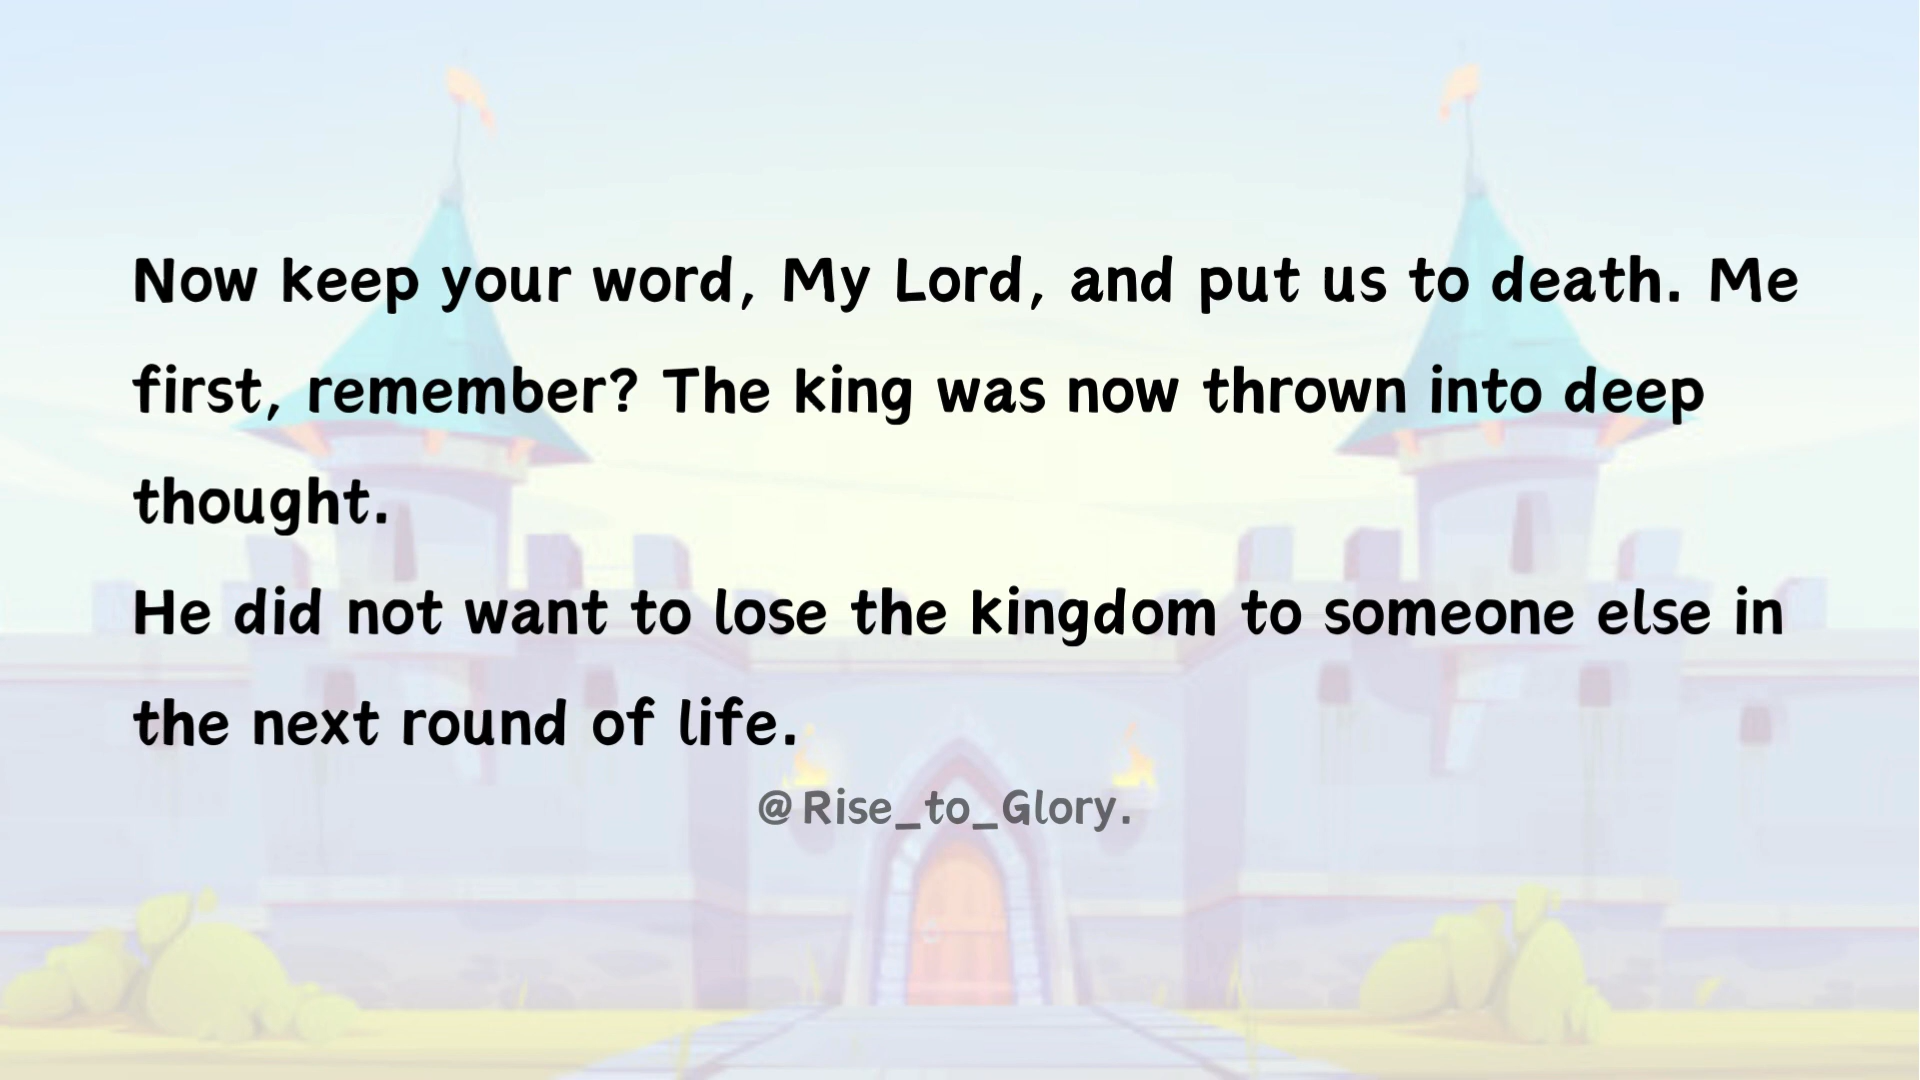 Now keep your word, My Lord, and put us to death. Me
first, remember? The king was now thrown into deep
thought.
He did not want to lose the kingdom to someone else in
the next round of life.
@Rise_to_Glory.